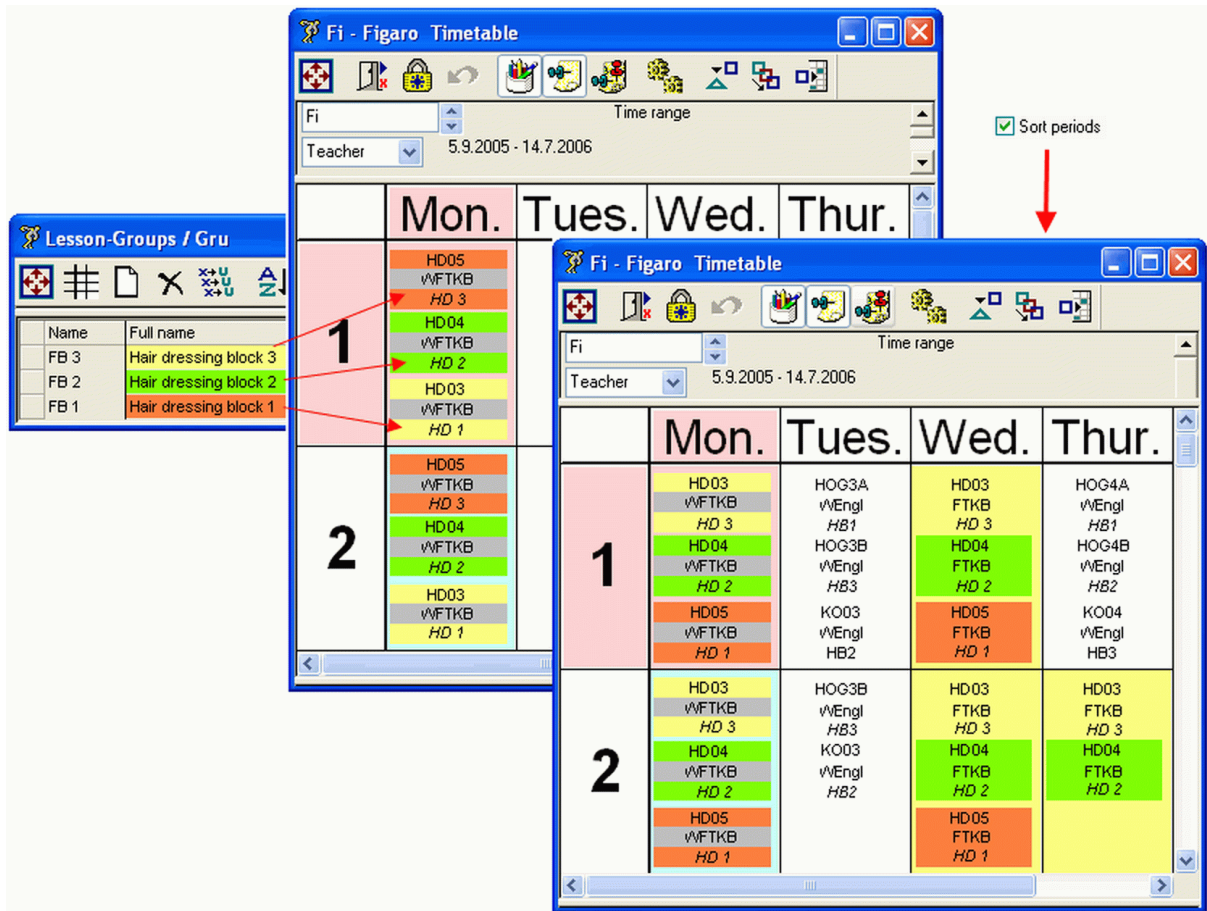 Fi - Figaro Timetable
Fi
Time range
Teacher
5.9.2005 - 14.7.2006
Mon. Tues. Wed. Thur.
1
HD05
WFTKB
HD 3
HD04
WFTKB
HD 2
HD03
WFTKB
HD 1
2
HD05
WFTKB
HD 3
HD04
WFTKB
HD 2
HD03
WFTKB
HD 1
Sort periods
Lesson-Groups / Gru
Name Full name
FB 3 Hair dressing block 3
FB 2 Hair dressing block 2
FB 1 Hair dressing block 1
Fi - Figaro Timetable
Fi
Time range
Teacher
5.9.2005 - 14.7.2006
Mon. Tues. Wed. Thur.
1
HD03 HOG3A HD03 HOG4A
WFTKB WEngl FTKB WEngl
HD 3 HB1 HD 3 HB1
HD04 HOG3B HD04 HOG4B
WFTKB WEngl FTKB WEngl
HD 2 HB3 HD 2 HB2
HD05 KO03 HD05 KO04
WFTKB WEngl FTKB WEngl
HD 1 HB2 HD 1 HB3
2
HD03 HOG3B HD03 HD03
WFTKB WEngl FTKB FTKB
HD 3 HB3 HD 3 HD 3
HD04 KO03 HD04 HD04
WFTKB WEngl FTKB FTKB
HD 2 HB2 HD 2 HD 2
HD05 HD05
WFTKB FTKB
HD 1 HD 1